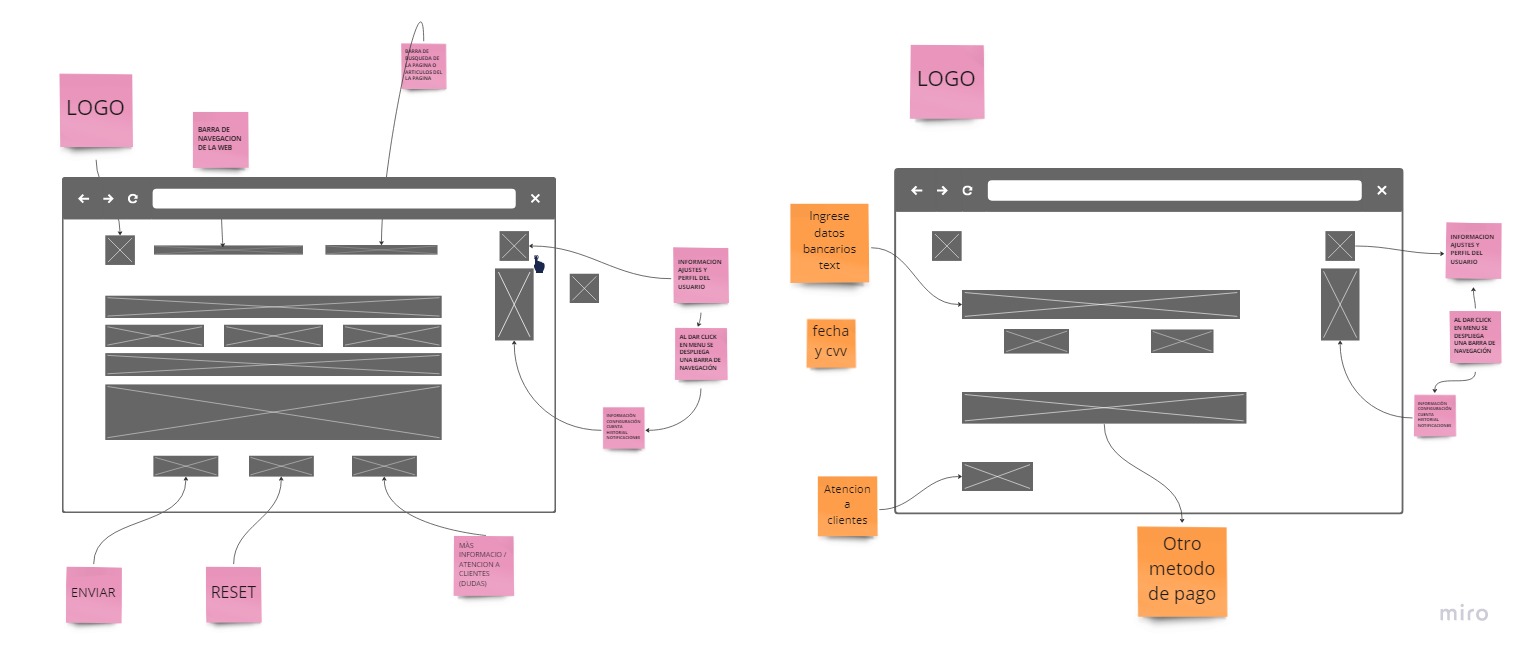 BARRA DE
BUSQUEDA DE
LA PAGINA O
ARTICULOS DEL
LA PAGINA
LOGO
BARRA DE
NAVEGACION
DE LA WEB
INFORMACION
AJUSTES Y
PERFIL DEL
USUARIO
AL DAR CLICK
EN MENU SE
DESPLIEGA
UNA BARRA DE
NAVEGACIÓN
INFORMACIÓN
CONFIGURACIÓN
CUENTA
HISTORIAL
NOTIFICACIONES
ENVIAR
RESET
MÁS
INFORMACIO /
ATENCION A
CLIENTES
(DUDAS)
LOGO
Ingrese
datos
bancarios
text
fecha
y cvv
Atencion
a
clientes
INFORMACION
AJUSTES Y
PERFIL DEL
USUARIO
AL DAR CLICK
EN MENU SE
DESPLIEGA
UNA BARRA DE
NAVEGACIÓN
INFORMACIÓN
CONFIGURACIÓN
CUENTA
HISTORIAL
NOTIFICACIONES
Otro
metodo
de pago
miro